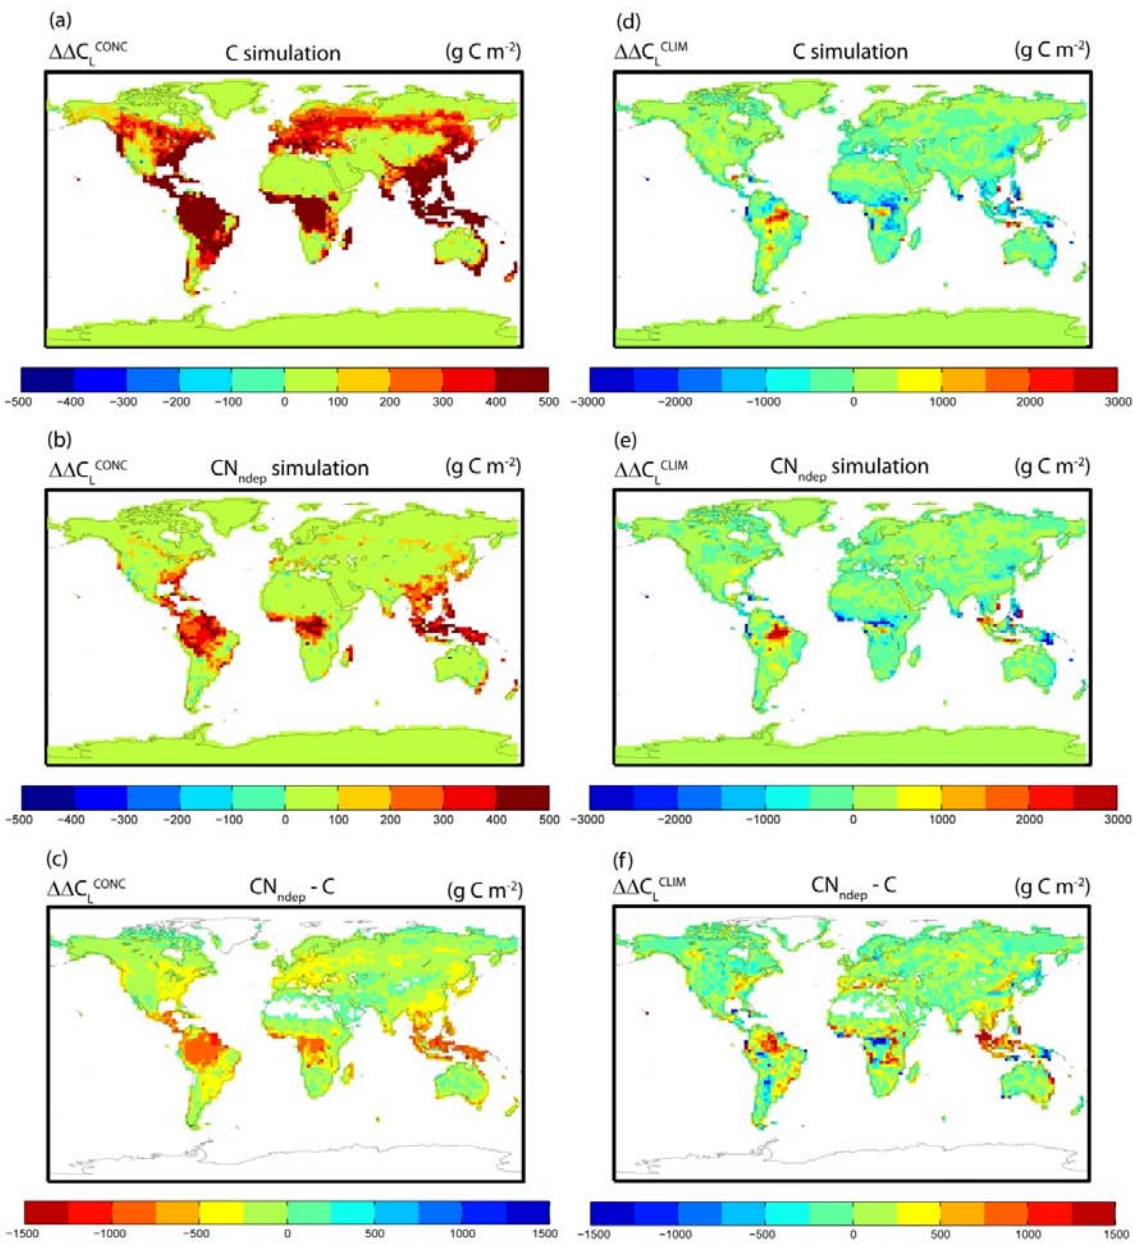 (a)
ΔΔC_L^CONC C simulation (g C m⁻²)
−500 −400 −300 −200 −100 0 100 200 300 400 500
(b)
ΔΔC_L^CONC CN_ndep simulation (g C m⁻²)
−500 −400 −300 −200 −100 0 100 200 300 400 500
(c)
ΔΔC_L^CONC CN_ndep - C (g C m⁻²)
−1500 −1000 −500 0 500 1000 1500
(d)
ΔΔC_L^CLIM C simulation (g C m⁻²)
−3000 −2000 −1000 0 1000 2000 3000
(e)
ΔΔC_L^CLIM CN_ndep simulation (g C m⁻²)
−3000 −2000 −1000 0 1000 2000 3000
(f)
ΔΔC_L^CLIM CN_ndep - C (g C m⁻²)
−1500 −1000 −500 0 500 1000 1500